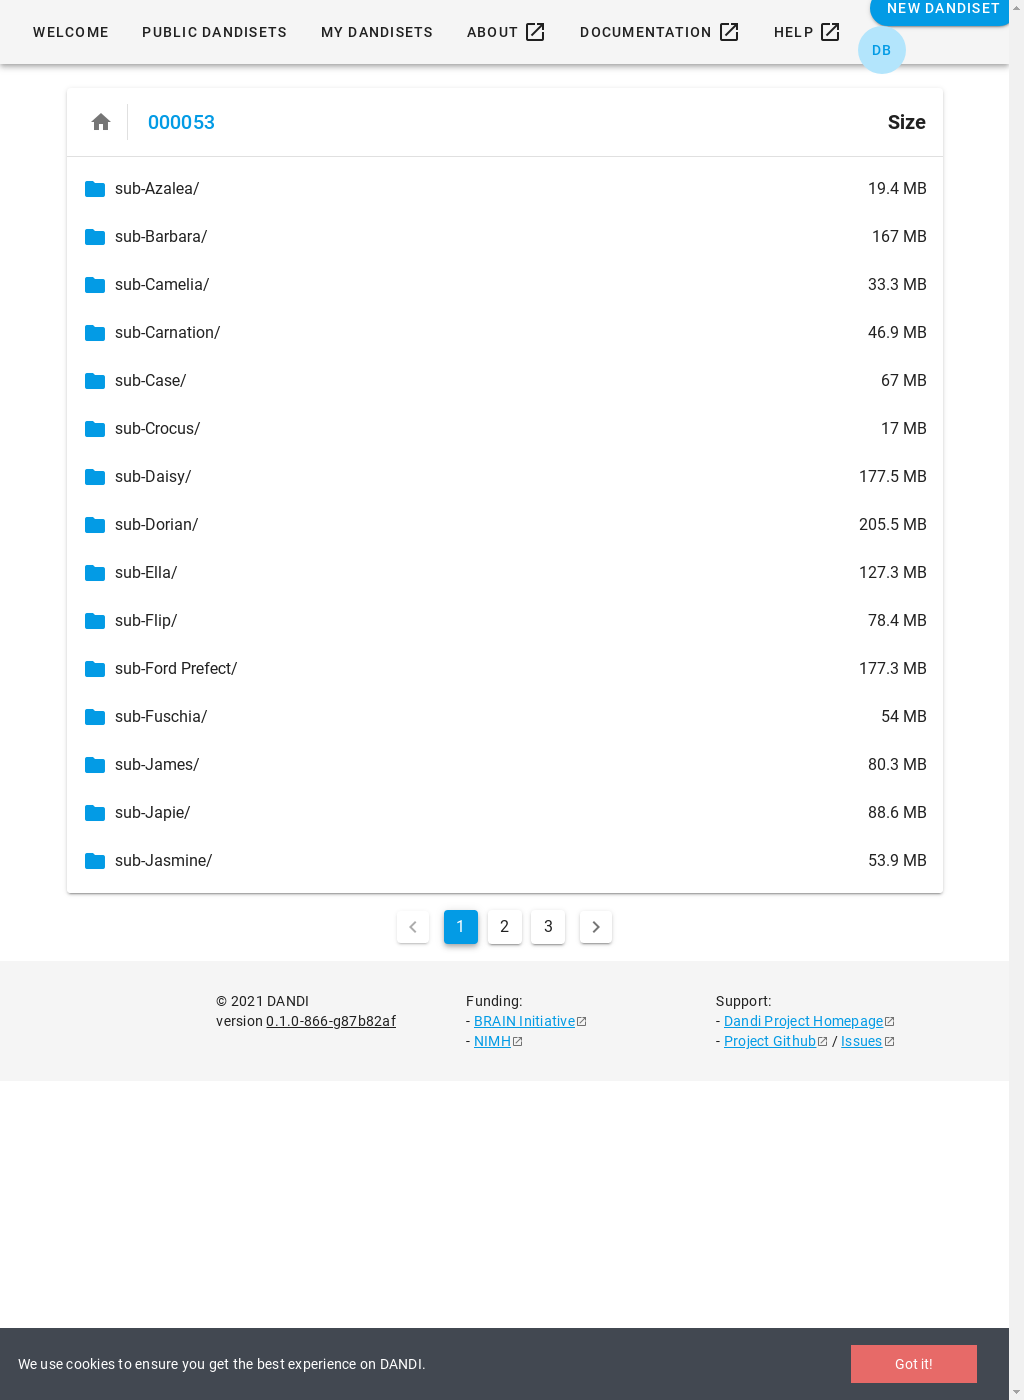 WELCOME PUBLIC DANDISETS MY DANDISETS ABOUT DOCUMENTATION HELP NEW DANDISET
DB
000053 Size
sub-Azalea/ 19.4 MB
sub-Barbara/ 167 MB
sub-Camelia/ 33.3 MB
sub-Carnation/ 46.9 MB
sub-Case/ 67 MB
sub-Crocus/ 17 MB
sub-Daisy/ 177.5 MB
sub-Dorian/ 205.5 MB
sub-Ella/ 127.3 MB
sub-Flip/ 78.4 MB
sub-Ford Prefect/ 177.3 MB
sub-Fuschia/ 54 MB
sub-James/ 80.3 MB
sub-Japie/ 88.6 MB
sub-Jasmine/ 53.9 MB
1 2 3
© 2021 DANDI
version 0.1.0-866-g87b82af
Funding:
- BRAIN Initiative
- NIMH
Support:
- Dandi Project Homepage
- Project Github / Issues
We use cookies to ensure you get the best experience on DANDI. Got it!